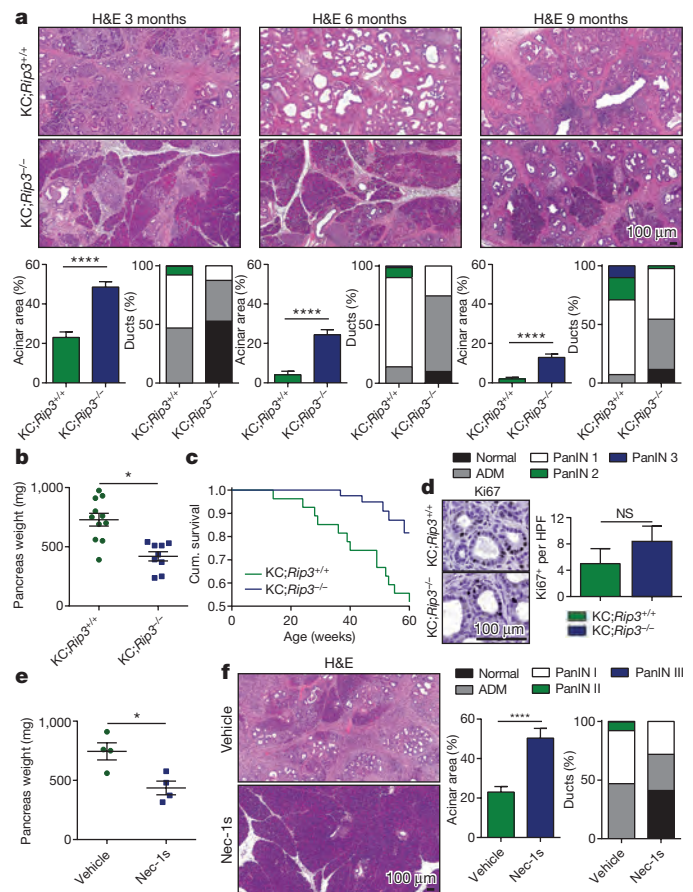 a
H&E 3 months
H&E 6 months
H&E 9 months
KC;Rip3+/+
KC;Rip3–/–
100 μm
Acinar area (%)
60
40
20
0
****
KC;Rip3+/+
KC;Rip3–/–
Ducts (%)
100
50
0
KC;Rip3+/+
KC;Rip3–/–
Acinar area (%)
60
40
20
0
****
KC;Rip3+/+
KC;Rip3–/–
Ducts (%)
100
50
0
KC;Rip3+/+
KC;Rip3–/–
Acinar area (%)
60
40
20
0
****
KC;Rip3+/+
KC;Rip3–/–
Ducts (%)
100
50
0
KC;Rip3+/+
KC;Rip3–/–
Normal
PanIN 1
PanIN 3
ADM
PanIN 2
b
Pancreas weight (mg)
1,000
500
0
*
KC;Rip3+/+
KC;Rip3–/–
c
Cum. survival
1.0
0.9
0.8
0.7
0.6
0.5
KC;Rip3+/+
KC;Rip3–/–
0
20
40
60
Age (weeks)
d
Ki67
KC;Rip3+/+
KC;Rip3–/–
100 μm
Ki67+ per HPF
15
10
5
0
NS
KC;Rip3+/+
KC;Rip3–/–
e
Pancreas weight (mg)
1,000
500
0
*
Vehicle
Nec-1s
f
H&E
Vehicle
Nec-1s
100 μm
Normal
PanIN I
PanIN III
ADM
PanIN II
Acinar area (%)
60
40
20
0
****
Vehicle
Nec-1s
Ducts (%)
100
50
0
Vehicle
Nec-1s